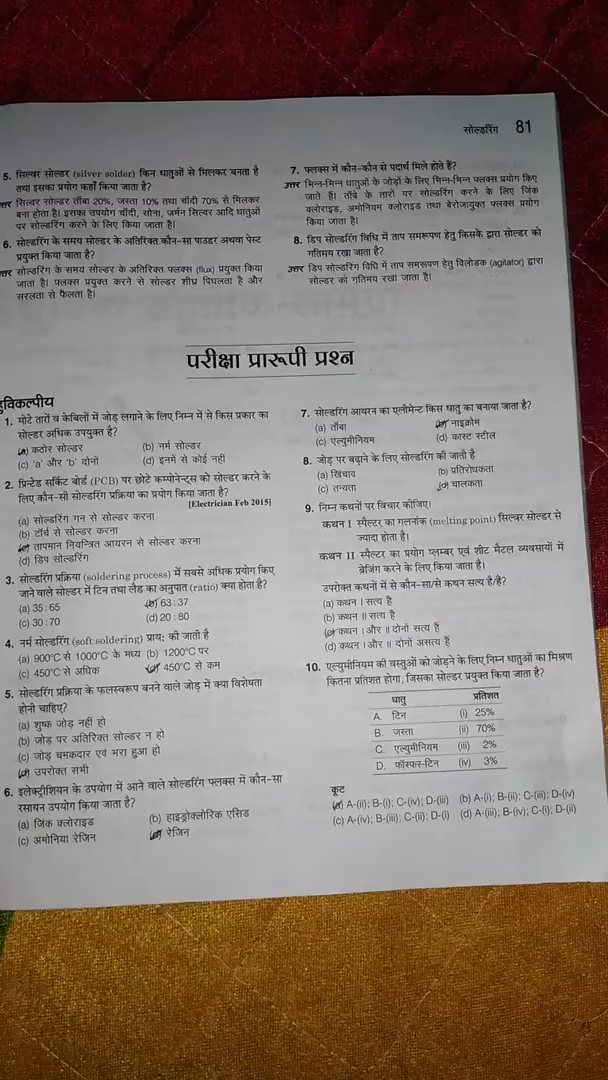 सोल्डरिंग 81
5. सिल्वर सोल्डर (silver solder) किन धातुओं से मिलकर बनता है
तथा इसका प्रयोग कहाँ किया जाता है?
त्तर सिल्वर सोल्डर ताँबा 20%, जस्ता 10% तथा चाँदी 70% से मिलकर
बना होता है। इसका उपयोग चाँदी, सोना, जर्मन सिल्वर आदि धातुओं
पर सोल्डरिंग करने के लिए किया जाता है।
6. सोल्डरिंग के समय सोल्डर के अतिरिक्त कौन-सा पाउडर अथवा पेस्ट
प्रयुक्त किया जाता है?
त्तर सोल्डरिंग के समय सोल्डर के अतिरिक्त फ्लक्स (flux) प्रयुक्त किया
जाता है। फ्लक्स प्रयुक्त करने से सोल्डर शीघ्र पिघलता है और
सरलता से फैलता है।
7. फ्लक्स में कौन-कौन से पदार्थ मिले होते हैं?
उत्तर भिन्न-भिन्न धातुओं के जोड़ों के लिए भिन्न-भिन्न फ्लक्स प्रयोग किए
जाते हैं। ताँबे के तारों पर सोल्डरिंग करने के लिए जिंक
क्लोराइड, अमोनियम क्लोराइड तथा बेरोजायुक्त फ्लक्स प्रयोग
किया जाता है।
8. डिप सोल्डरिंग विधि में ताप समरूपण हेतु किसके द्वारा सोल्डर को
गतिमय रखा जाता है?
उत्तर डिप सोल्डरिंग विधि में ताप समरूपण हेतु विलोडक (agitator) द्वारा
सोल्डर को गतिमय रखा जाता है।
परीक्षा प्रारूपी प्रश्न
हुविकल्पीय
1. मोटे तारों व केबिलों में जोड़ लगाने के लिए निम्न में से किस प्रकार का
सोल्डर अधिक उपयुक्त है?
(a) कठोर सोल्डर (b) नर्म सोल्डर
(c) 'a' और 'b' दोनों (d) इनमें से कोई नहीं
2. प्रिन्टेड सर्किट बोर्ड (PCB) पर छोटे कम्पोनेन्ट्स को सोल्डर करने के
लिए कौन-सी सोल्डरिंग प्रक्रिया का प्रयोग किया जाता है?
[Electrician Feb 2015]
(a) सोल्डरिंग गन से सोल्डर करना
(b) टॉर्च से सोल्डर करना
(c) तापमान नियन्त्रित आयरन से सोल्डर करना
(d) डिप सोल्डरिंग
3. सोल्डरिंग प्रक्रिया (soldering process) में सबसे अधिक प्रयोग किए
जाने वाले सोल्डर में टिन तथा लैड का अनुपात (ratio) क्या होता है?
(a) 35:65 (b) 63:37
(c) 30:70 (d) 20:80
4. नर्म सोल्डरिंग (soft soldering) प्राय: की जाती है
(a) 900°C से 1000°C के मध्य (b) 1200°C पर
(c) 450°C से अधिक (d) 450°C से कम
5. सोल्डरिंग प्रक्रिया के फलस्वरूप बनने वाले जोड़ में क्या विशेषता
होनी चाहिए?
(a) शुष्क जोड़ नहीं हो
(b) जोड़ पर अतिरिक्त सोल्डर न हो
(c) जोड़ चमकदार एवं भरा हुआ हो
(d) उपरोक्त सभी
6. इलेक्ट्रीशियन के उपयोग में आने वाले सोल्डरिंग फ्लक्स में कौन-सा
रसायन उपयोग किया जाता है?
(a) जिंक क्लोराइड (b) हाइड्रोक्लोरिक एसिड
(c) अमोनिया रेजिन (d) रेजिन
7. सोल्डरिंग आयरन का एलीमेन्ट किस धातु का बनाया जाता है?
(a) ताँबा (b) नाइक्रोम
(c) एल्युमीनियम (d) कास्ट स्टील
8. जोड़ पर बढ़ाने के लिए सोल्डरिंग की जाती है
(a) खिंचाव (b) प्रतिरोधकता
(c) तन्यता (d) चालकता
9. निम्न कथनों पर विचार कीजिए।
कथन I स्पैल्टर का गलनांक (melting point) सिल्वर सोल्डर से
ज्यादा होता है।
कथन II स्पैल्टर का प्रयोग प्लम्बर एवं शीट मैटल व्यवसायों में
ब्रेजिंग करने के लिए किया जाता है।
उपरोक्त कथनों में से कौन-सा/से कथन सत्य है/हैं?
(a) कथन I सत्य है
(b) कथन II सत्य है
(c) कथन I और II दोनों सत्य हैं
(d) कथन I और II दोनों असत्य हैं
10. एल्युमीनियम की वस्तुओं को जोड़ने के लिए निम्न धातुओं का मिश्रण
कितना प्रतिशत होगा, जिसका सोल्डर प्रयुक्त किया जाता है?
धातु प्रतिशत
A. टिन (i) 25%
B. जस्ता (ii) 70%
C. एल्युमीनियम (iii) 2%
D. फॉस्फर-टिन (iv) 3%
कूट
(a) A-(ii); B-(i); C-(iv); D-(iii) (b) A-(i); B-(ii); C-(iii); D-(iv)
(c) A-(iv); B-(iii); C-(ii); D-(i) (d) A-(iii); B-(iv); C-(i); D-(ii)